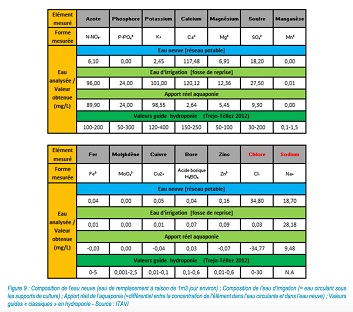 Elément mesuré Azote Phosphore Potassium Calcium Magnésium Soufre Manganèse
Forme mesurée N-NO₃- P-PO₄³- K+ Ca²⁺ Mg² SO₄² Mn²
Eau neuve [réseau potable]
6,10 0,00 2,45 117,48 6,91 18,20 0,00
Eau d'irrigation [fosse de reprise]
Eau analysée / Valeur obtenue (mg/L)
96,00 24,00 101,00 120,12 12,36 27,50 0,01
Apport réel aquaponie
89,90 24,00 98,55 2,64 5,45 9,30 0,00
Valeurs guide hydroponie (Trejo-Téllez 2012)
100-200 50-300 120-400 150-250 50-100 30-200 0,1-1,5
Elément mesuré Fer Molybdène Cuivre Bore Zinc Chlore Sodium
Forme mesurée Fe³ MoO₄² Cu2+ Acide borique H₃BO₃ Zn² Cl- Na+
Eau neuve [réseau potable]
0,04 0,00 0,05 0,04 0,16 34,80 18,70
Eau d'irrigation [fosse de reprise]
Eau analysée / Valeur obtenue (mg/L)
0,01 0,00 0,01 0,07 0,09 0,03 28,18
Apport réel aquaponie
-0,03 0,00 -0,04 0,03 -0,07 -34,77 9,48
Valeurs guide hydroponie (Trejo-Téllez 2012)
0-5 0,001-2,5 0,01-1 0,1-0,6 0,01-0,6 0-30 N.A
Figure 9 : Composition de l'eau neuve (eau de remplacement à raison de 1m3 jour environ) ; Composition de l'eau d'irrigation (= eau circulant sous
les supports de culture) ; Apport réel de l'aquaponie (=différentiel entre la concentration de l'élément dans l'eau circulante et dans l'eau neuve) ; Valeurs
guides « classiques » en hydroponie - Source : ITAVI